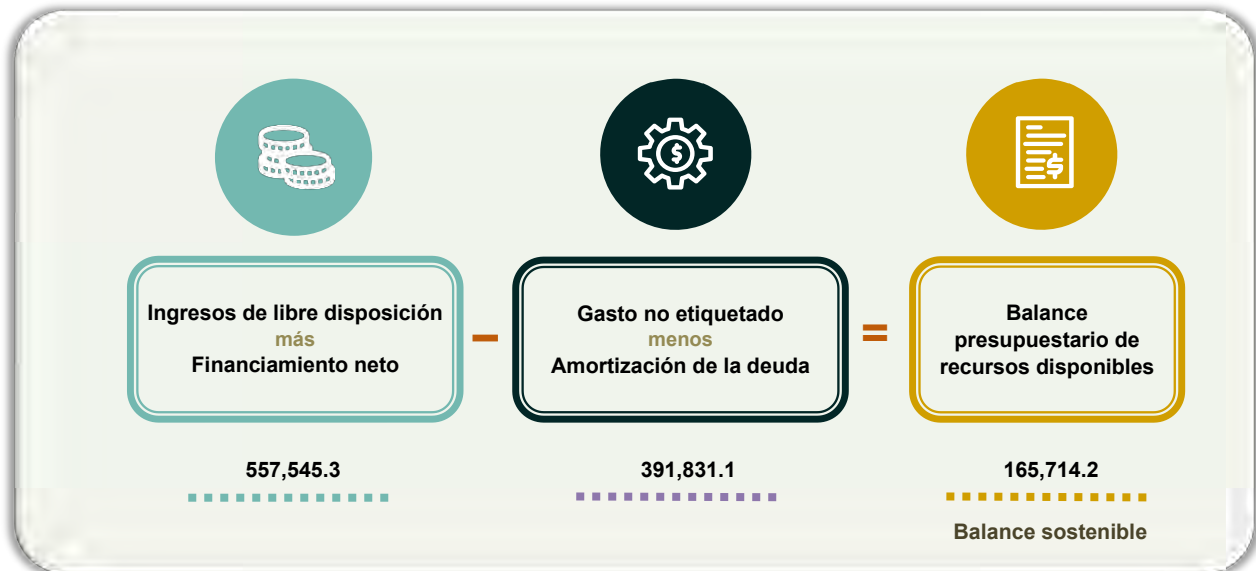 Ingresos de libre disposición
más
Financiamiento neto
–
Gasto no etiquetado
menos
Amortización de la deuda
=
Balance
presupuestario de
recursos disponibles
557,545.3
391,831.1
165,714.2
Balance sostenible